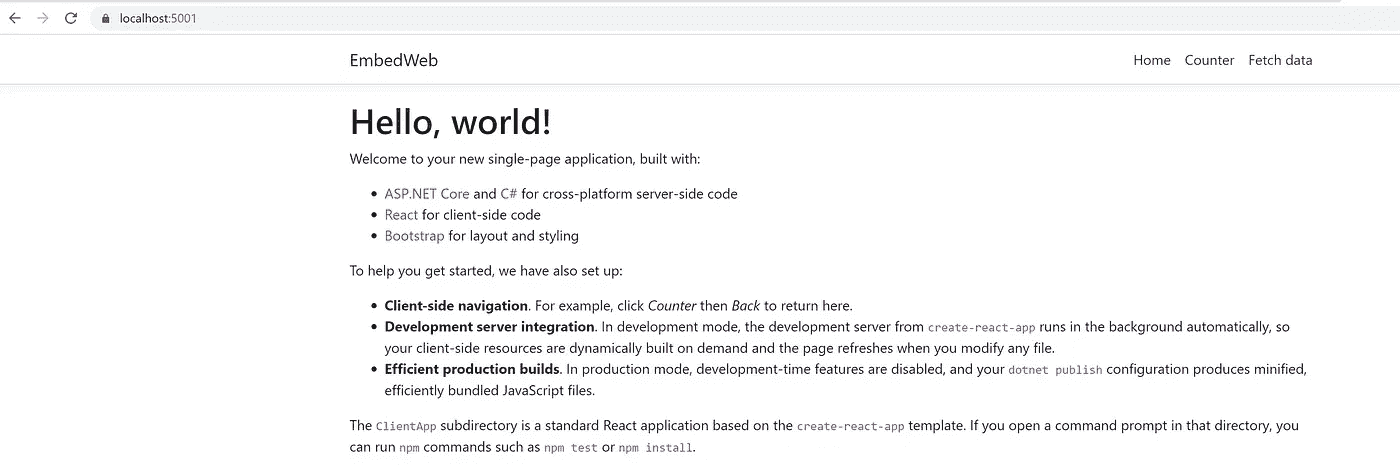 localhost:5001
EmbedWeb Home Counter Fetch data
Hello, world!
Welcome to your new single-page application, built with:
• ASP.NET Core and C# for cross-platform server-side code
• React for client-side code
• Bootstrap for layout and styling
To help you get started, we have also set up:
• Client-side navigation. For example, click Counter then Back to return here.
• Development server integration. In development mode, the development server from create-react-app runs in the background automatically, so
your client-side resources are dynamically built on demand and the page refreshes when you modify any file.
• Efficient production builds. In production mode, development-time features are disabled, and your dotnet publish configuration produces minified,
efficiently bundled JavaScript files.
The ClientApp subdirectory is a standard React application based on the create-react-app template. If you open a command prompt in that directory, you
can run npm commands such as npm test or npm install.